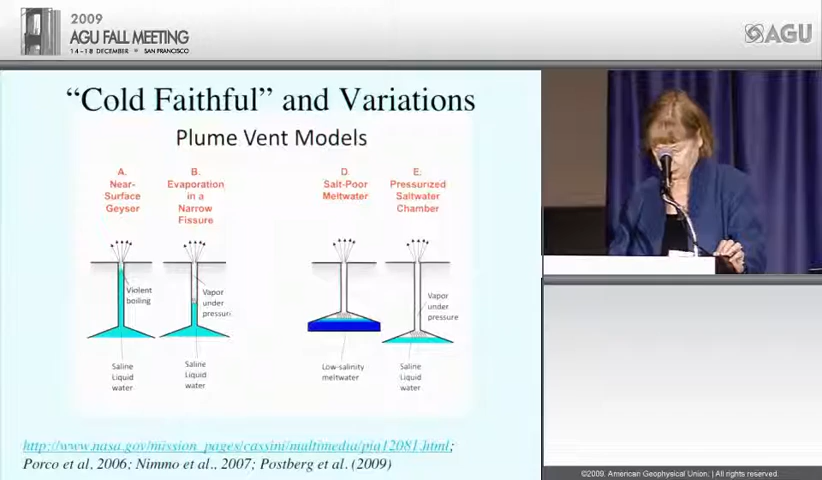 2009
AGU FALL MEETING
14 - 18 DECEMBER • SAN FRANCISCO
AGU
“Cold Faithful” and Variations
Plume Vent Models
A.
Near-
Surface
Geyser
B.
Evaporation
in a
Narrow
Fissure
D
Salt-Poor
Meltwater
E.
Pressurized
Saltwater
Chamber
Violent
boiling
Vapor
under
pressur
Vapor
under
pressure
Saline
Liquid
water
Saline
Liquid
water
Low-salinity
meltwater
Saline
Liquid
water
http://www.nasa.gov/mission_pages/cassini/multimedia/pia12081.html;
Porco et al, 2006; Nimmo et al., 2007; Postberg et al. (2009)
©2009. American Geophysical Union. | All rights reserved.